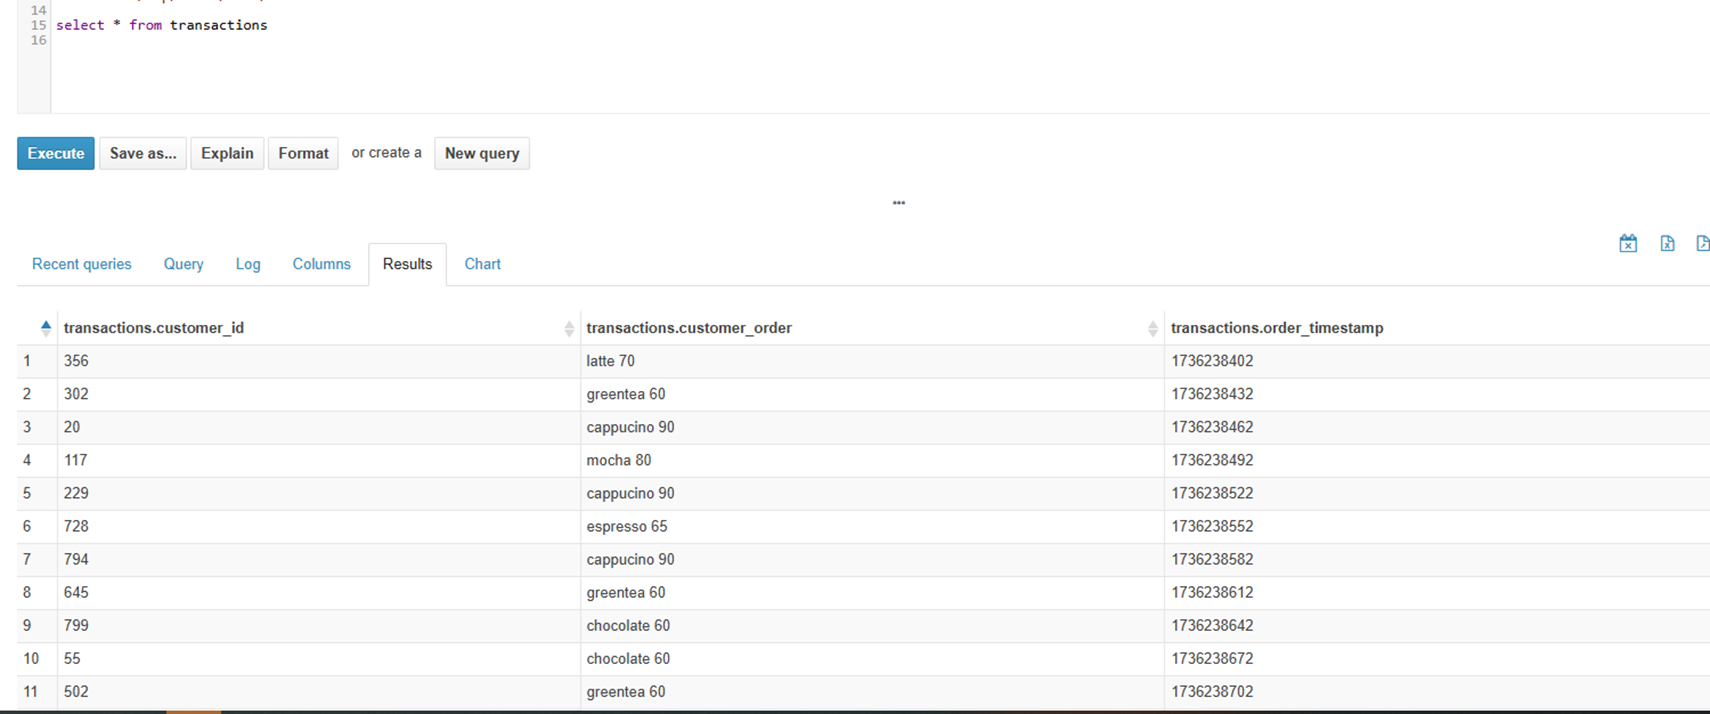 14
15 select * from transactions
16
Execute Save as... Explain Format or create a New query
...
Recent queries Query Log Columns Results Chart
transactions.customer_id transactions.customer_order transactions.order_timestamp
1 356 latte 70 1736238402
2 302 greentea 60 1736238432
3 20 cappucino 90 1736238462
4 117 mocha 80 1736238492
5 229 cappucino 90 1736238522
6 728 espresso 65 1736238552
7 794 cappucino 90 1736238582
8 645 greentea 60 1736238612
9 799 chocolate 60 1736238642
10 55 chocolate 60 1736238672
11 502 greentea 60 1736238702